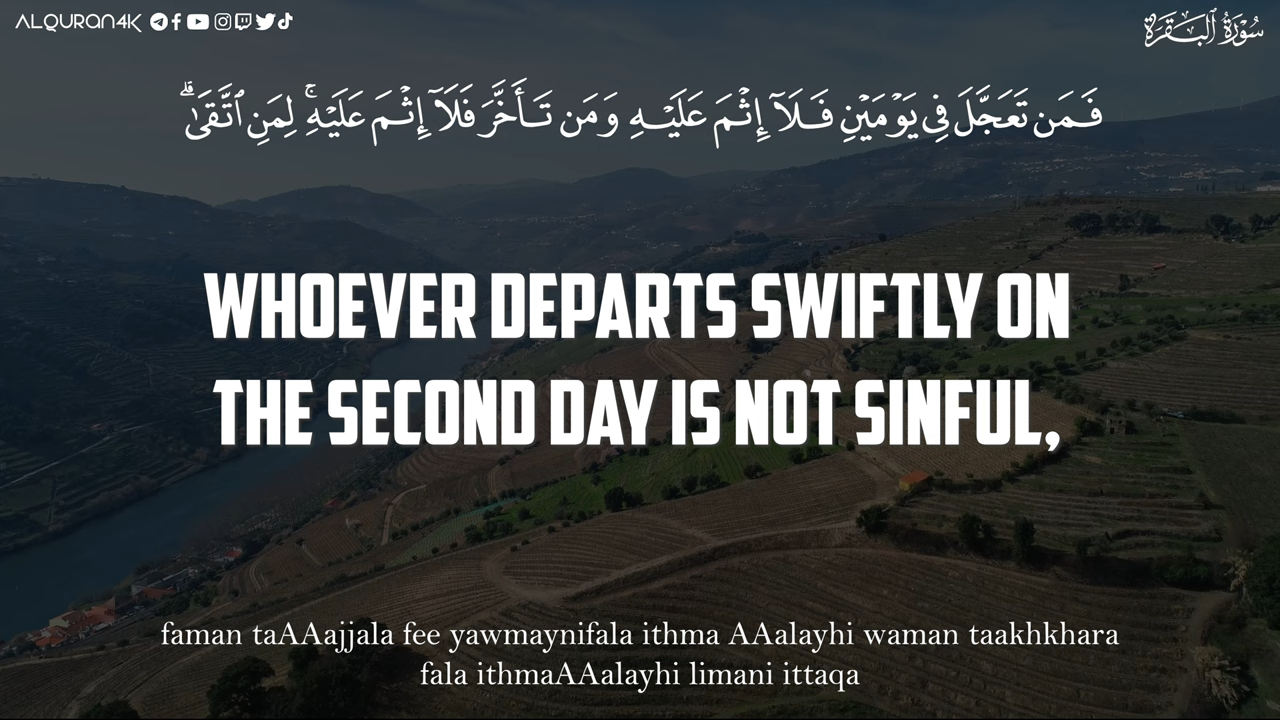 ALQURAN4K
سُورَةُ ٱلْبَقَرَةِ
فَمَن تَعَجَّلَ فِي يَوْمَيْنِ فَلَآ إِثْمَ عَلَيْهِ وَمَن تَأَخَّرَ فَلَآ إِثْمَ عَلَيْهِۚ لِمَنِ ٱتَّقَىٰۗ
WHOEVER DEPARTS SWIFTLY ON
THE SECOND DAY IS NOT SINFUL,
faman taAAajjala fee yawmaynifala ithma AAalayhi waman taakhkhara
fala ithmaAAalayhi limani ittaqa